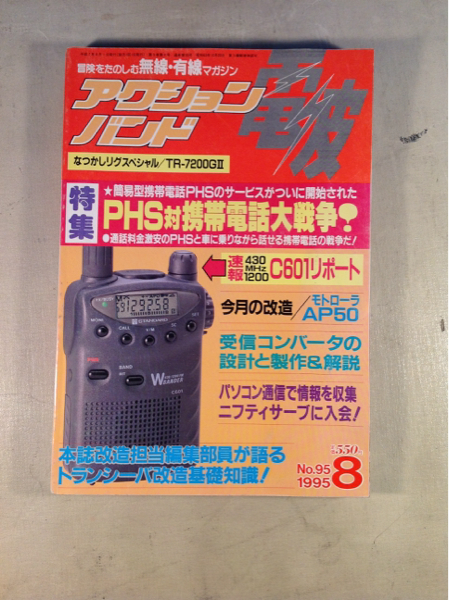 冒険をたのしむ無線・有線マガジン
アクションバンド
電波
なつかしリグスペシャル/TR-7200GII
特集
★簡易型携帯電話PHSのサービスがついに開始された
PHS対携帯電話大戦争!
●通話料金激安のPHSと車に乗りながら話せる携帯電話の戦争だ!
速報 430MHz 1200 C601リポート
今月の改造/モトローラAP50
受信コンバータの
設計と製作&解説
パソコン通信で情報を収集
ニフティサーブに入会!
本誌改造担当編集部員が語る
トランシーバ改造基礎知識!
550
No.95
1995 8
STANDARD
BAND
WANDER
C601